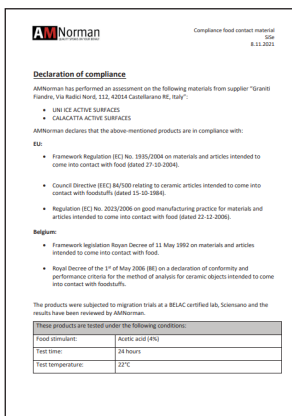 AMNorman
Compliance food contact material
SiSe
8.11.2021
Declaration of compliance
AMNorman has performed an assessment on the following materials from supplier "Graniti
Fiandre, Via Radici Nord, 112, 42014 Castellarano RE, Italy":
• UNI ICE ACTIVE SURFACES
• CALACATTA ACTIVE SURFACES
AMNorman declares that the above-mentioned products are in compliance with:
EU:
• Framework Regulation (EC) No. 1935/2004 on materials and articles intended to
come into contact with food (dated 27-10-2004).
• Council Directive (EEC) 84/500 relating to ceramic articles intended to come into
contact with foodstuffs (dated 15-10-1984).
• Regulation (EC) No. 2023/2006 on good manufacturing practice for materials and
articles intended to come into contact with food (dated 22-12-2006).
Belgium:
• Framework legislation Royan Decree of 11 May 1992 on materials and articles
intended to come into contact with food.
• Royal Decree of the 1st of May 2006 (BE) on a declaration of conformity and
performance criteria for the method of analysis for ceramic objects intended to come
into contact with foodstuffs.
The products were subjected to migration trials at a BELAC certified lab, Sciensano and the
results have been reviewed by AMNorman.
These products are tested under the following conditions:
Food stimulant: Acetic acid (4%)
Test time: 24 hours
Test temperature: 22°C